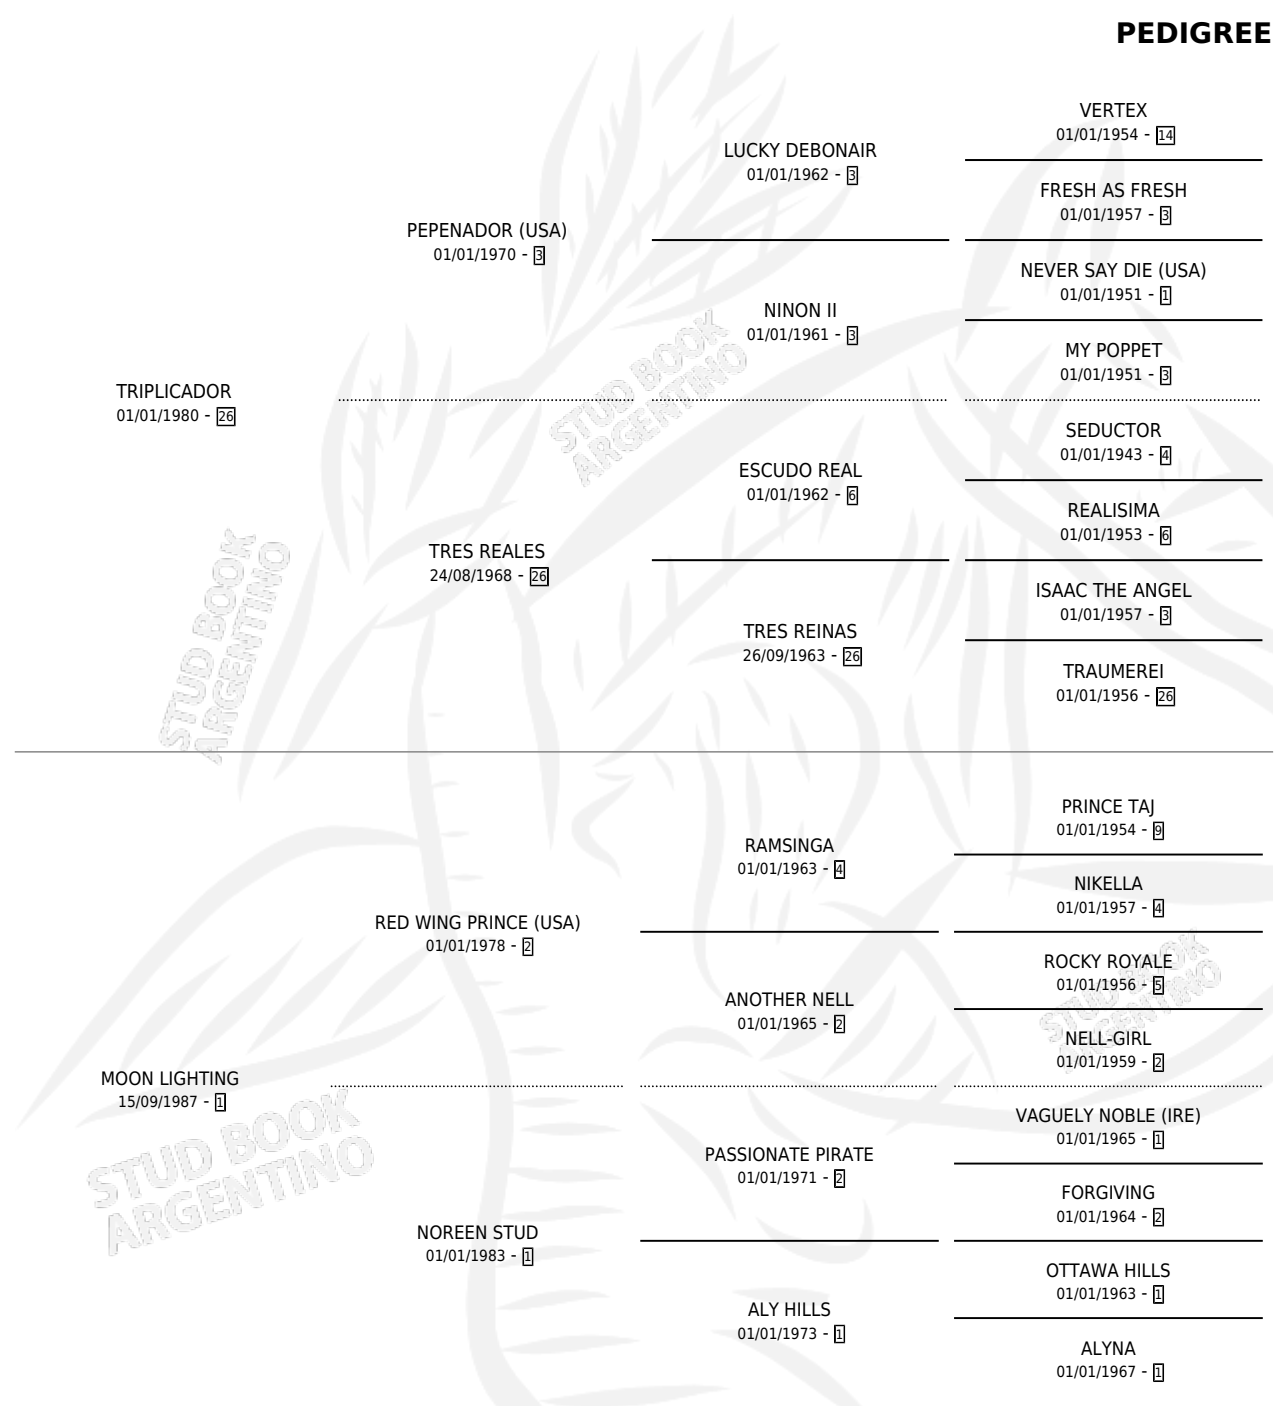 PEDIGREE
VERTEX
01/01/1954 - 14
LUCKY DEBONAIR
01/01/1962 - 3
FRESH AS FRESH
01/01/1957 - 3
PEPENADOR (USA)
01/01/1970 - 3
NEVER SAY DIE (USA)
01/01/1951 - 1
NINON II
01/01/1961 - 3
MY POPPET
01/01/1951 - 3
TRIPLICADOR
01/01/1980 - 26
SEDUCTOR
01/01/1943 - 4
ESCUDO REAL
01/01/1962 - 6
REALISIMA
01/01/1953 - 6
TRES REALES
24/08/1968 - 26
ISAAC THE ANGEL
01/01/1957 - 3
TRES REINAS
26/09/1963 - 26
TRAUMEREI
01/01/1956 - 26
PRINCE TAJ
01/01/1954 - 9
RAMSINGA
01/01/1963 - 4
NIKELLA
01/01/1957 - 4
RED WING PRINCE (USA)
01/01/1978 - 2
ROCKY ROYALE
01/01/1956 - 5
ANOTHER NELL
01/01/1965 - 2
NELL-GIRL
01/01/1959 - 2
MOON LIGHTING
15/09/1987 - 1
VAGUELY NOBLE (IRE)
01/01/1965 - 1
PASSIONATE PIRATE
01/01/1971 - 2
FORGIVING
01/01/1964 - 2
NOREEN STUD
01/01/1983 - 1
OTTAWA HILLS
01/01/1963 - 1
ALY HILLS
01/01/1973 - 1
ALYNA
01/01/1967 - 1
STUD BOOK
ARGENTINO
STUD BOOK
ARGENTINO
STUD BOOK
ARGENTINO
STUD BOOK
ARGENTINO